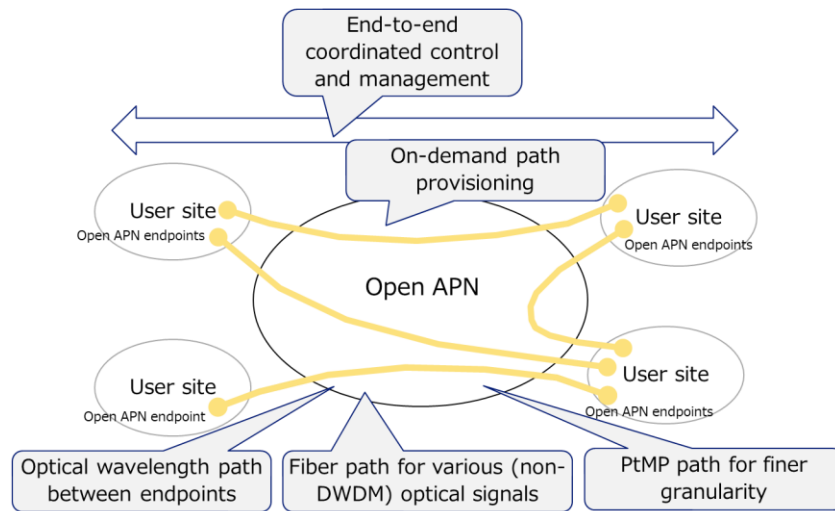 End-to-end
coordinated control
and management
On-demand path
provisioning
User site
Open APN endpoints
User site
Open APN endpoints
Open APN
User site
Open APN endpoint
User site
Open APN endpoints
Optical wavelength path
between endpoints
Fiber path for various (non-
DWDM) optical signals
PtMP path for finer
granularity